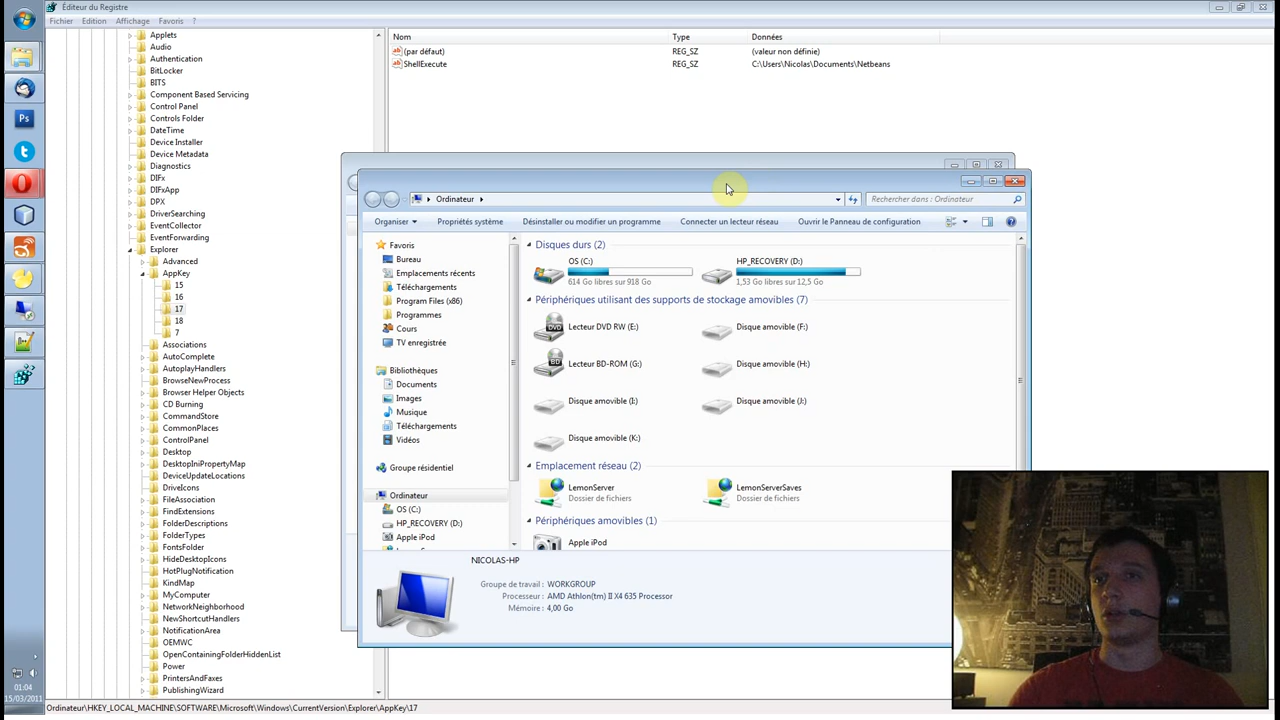 Éditeur du Registre
Fichier Edition Affichage Favoris ?
Applets
Audio
Authentication
BitLocker
BITS
Component Based Servicing
Control Panel
Controls Folder
DateTime
Device Installer
Device Metadata
Diagnostics
DIFx
DIFxApp
DPX
DriverSearching
EventCollector
EventForwarding
Explorer
Advanced
AppKey
15
16
17
18
7
Associations
AutoComplete
AutoplayHandlers
BrowseNewProcess
Browser Helper Objects
CD Burning
CommandStore
CommonPlaces
ControlPanel
Desktop
DesktopIniPropertyMap
DeviceUpdateLocations
DriveIcons
FileAssociation
FindExtensions
FolderDescriptions
FolderTypes
FontsFolder
HideDesktopIcons
HotPlugNotification
KindMap
MyComputer
NetworkNeighborhood
NewShortcutHandlers
NotificationArea
OEMWC
OpenContainingFolderHiddenList
Power
PrintersAndFaxes
PublishingWizard
Nom Type Données
(par défaut) REG_SZ (valeur non définie)
ShellExecute REG_SZ C:\Users\Nicolas\Documents\Netbeans
Ordinateur
Rechercher dans : Ordinateur
Organiser Propriétés système Désinstaller ou modifier un programme Connecter un lecteur réseau Ouvrir le Panneau de configuration
Favoris
Bureau
Emplacements récents
Téléchargements
Program Files (x86)
Programmes
Cours
TV enregistrée
Bibliothèques
Documents
Images
Musique
Téléchargements
Vidéos
Groupe résidentiel
Ordinateur
OS (C:)
HP_RECOVERY (D:)
Apple iPod
Disques durs (2)
OS (C:)
614 Go libres sur 918 Go
HP_RECOVERY (D:)
1,53 Go libres sur 12,5 Go
Périphériques utilisant des supports de stockage amovibles (7)
Lecteur DVD RW (E:)
Disque amovible (F:)
Lecteur BD-ROM (G:)
Disque amovible (H:)
Disque amovible (I:)
Disque amovible (J:)
Disque amovible (K:)
Emplacement réseau (2)
LemonServer
Dossier de fichiers
LemonServerSaves
Dossier de fichiers
Périphériques amovibles (1)
Apple iPod
NICOLAS-HP
Groupe de travail : WORKGROUP
Processeur : AMD Athlon(tm) II X4 635 Processor
Mémoire : 4,00 Go
Ps
DVD
BD
01:04
15/03/2011
Ordinateur\HKEY_LOCAL_MACHINE\SOFTWARE\Microsoft\Windows\CurrentVersion\Explorer\AppKey\17